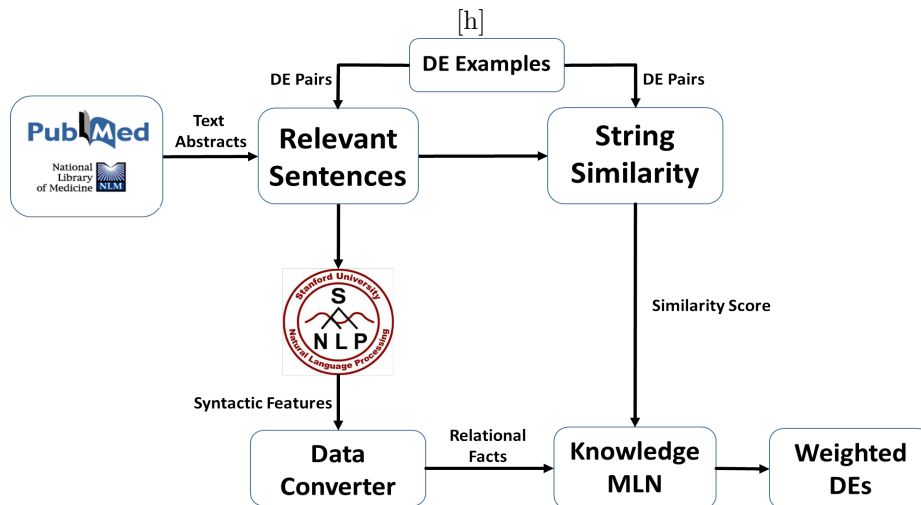 [h]
DE Examples
DE Pairs
DE Pairs
PubMed
National
Library
of Medicine
NLM
Text
Abstracts
Relevant
Sentences
String
Similarity
Stanford University
S
N L P
Natural Language Processing
Similarity Score
Syntactic Features
Data
Converter
Relational
Facts
Knowledge
MLN
Weighted
DEs